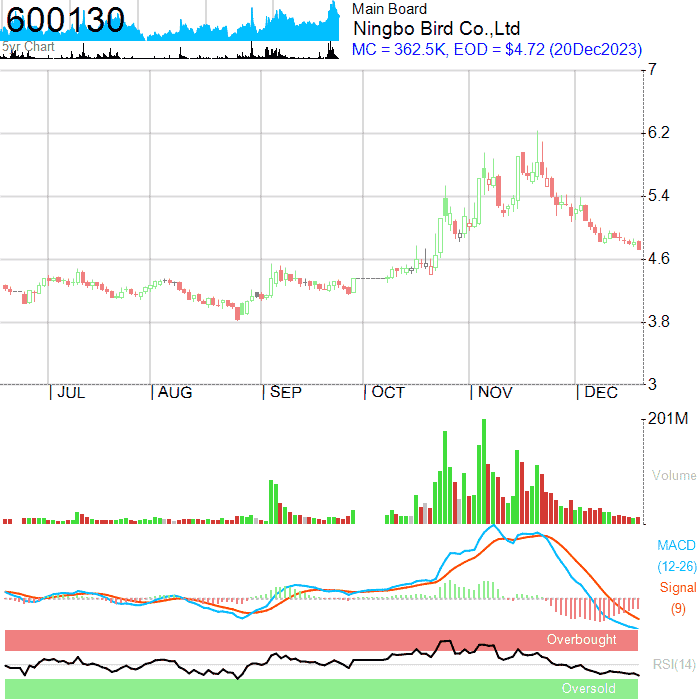 600130
5yr Chart
Main Board
Ningbo Bird Co.,Ltd
MC = 362.5K, EOD = $4.72 (20Dec2023)
7
6.2
5.4
4.6
3.8
3
JUL
AUG
SEP
OCT
NOV
DEC
201M
Volume
MACD
(12-26)
Signal
(9)
Overbought
RSI(14)
Oversold